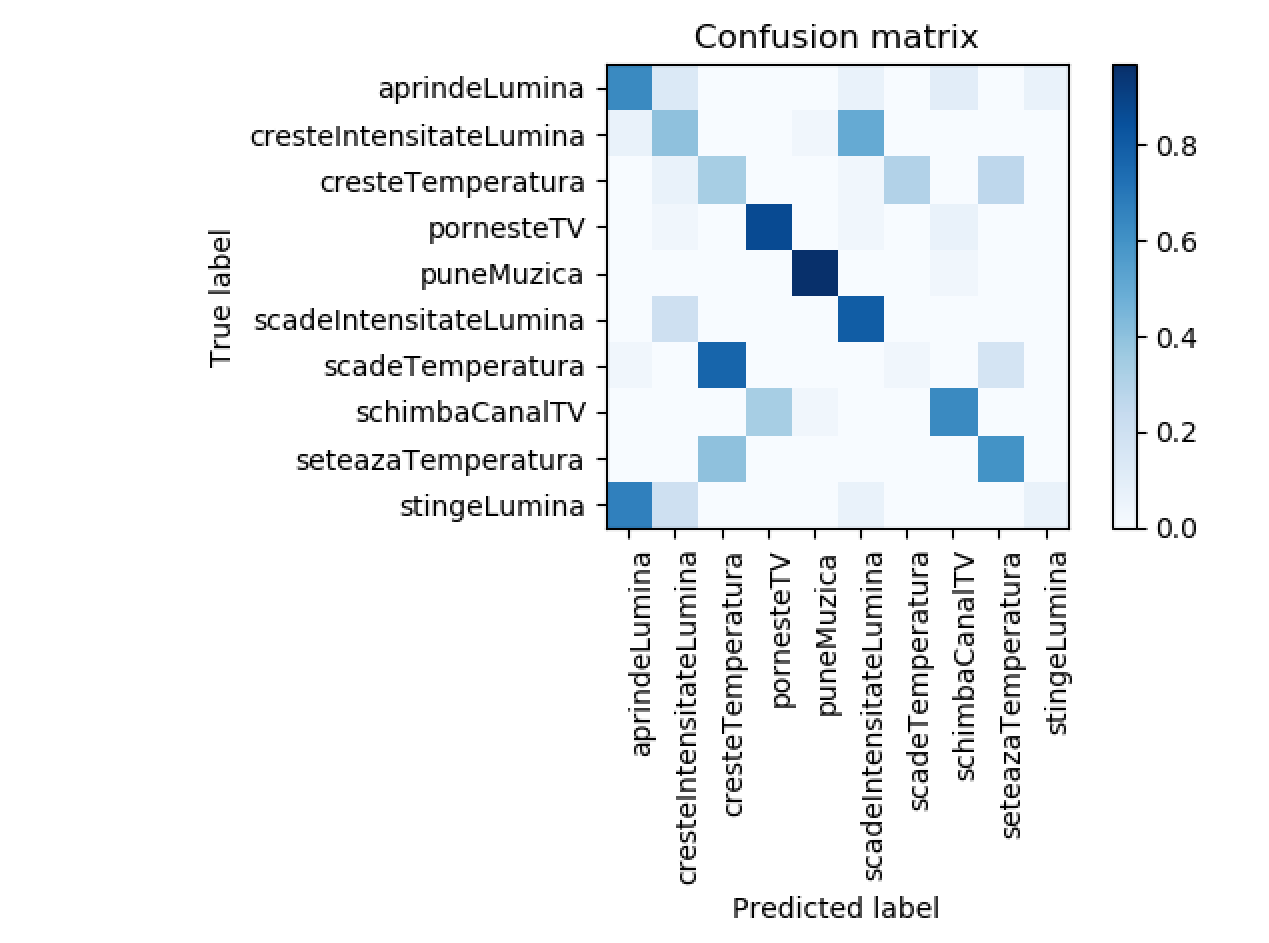 Confusion matrix
True label
aprindeLumina
cresteIntensitateLumina
cresteTemperatura
pornesteTV
puneMuzica
scadeIntensitateLumina
scadeTemperatura
schimbaCanalTV
seteazaTemperatura
stingeLumina
0.8
0.6
0.4
0.2
0.0
aprindeLumina
cresteIntensitateLumina
cresteTemperatura
pornesteTV
puneMuzica
scadeIntensitateLumina
scadeTemperatura
schimbaCanalTV
seteazaTemperatura
stingeLumina
Predicted label